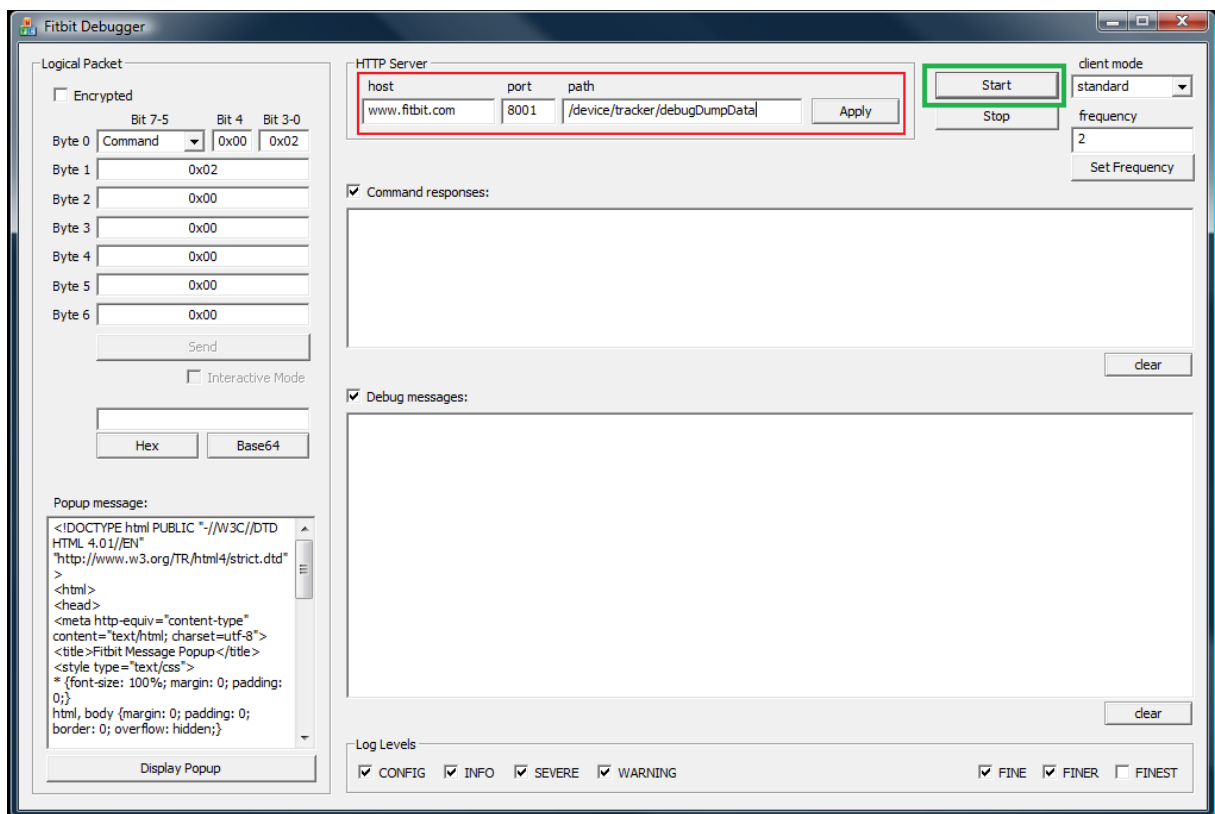 Fitbit Debugger
Logical Packet
Encrypted
Bit 7-5 Bit 4 Bit 3-0
Byte 0 Command 0x00 0x02
Byte 1 0x02
Byte 2 0x00
Byte 3 0x00
Byte 4 0x00
Byte 5 0x00
Byte 6 0x00
Send
Interactive Mode
Hex Base64
Popup message:
<!DOCTYPE html PUBLIC "-//W3C//DTD
HTML 4.01//EN"
"http://www.w3.org/TR/html4/strict.dtd"
>
<html>
<head>
<meta http-equiv="content-type"
content="text/html; charset=utf-8">
<title>Fitbit Message Popup</title>
<style type="text/css">
* {font-size: 100%; margin: 0; padding:
0;}
html, body {margin: 0; padding: 0;
border: 0; overflow: hidden;}
Display Popup
HTTP Server
host port path
www.fitbit.com 8001 /device/tracker/debugDumpData Apply
Start
Stop
client mode
standard
frequency
2
Set Frequency
Command responses:
clear
Debug messages:
clear
Log Levels
CONFIG INFO SEVERE WARNING FINE FINER FINEST